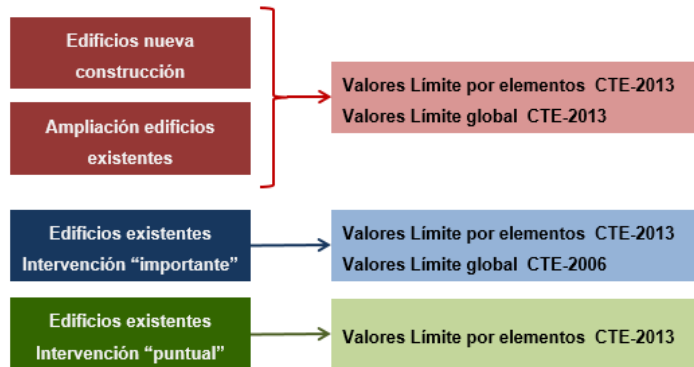 Edificios nueva
construcción
Ampliación edificios
existentes
Valores Límite por elementos CTE-2013
Valores Límite global CTE-2013
Edificios existentes
Intervención “importante”
Valores Límite por elementos CTE-2013
Valores Límite global CTE-2006
Edificios existentes
Intervención “puntual”
Valores Límite por elementos CTE-2013